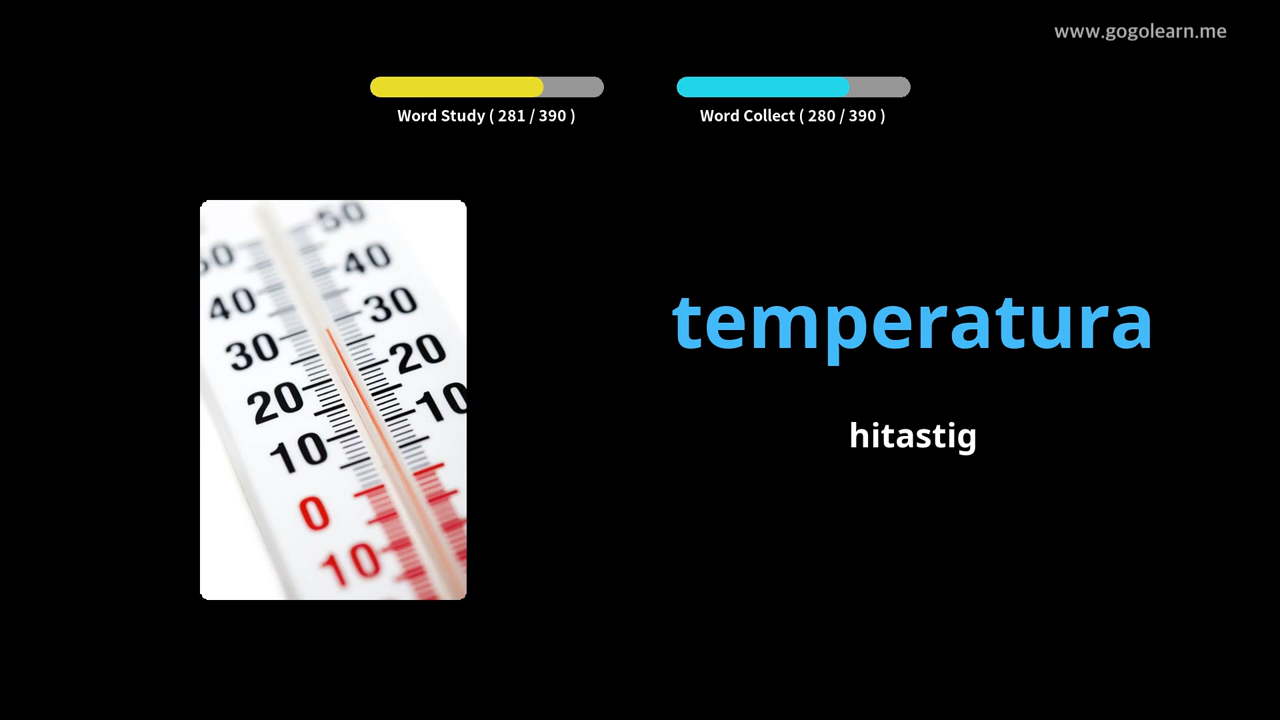 www.gogolearn.me
Word Study ( 281 / 390 )
Word Collect ( 280 / 390 )
50
40
40
30
30
20
20
10
10
0
10
temperatura
hitastig